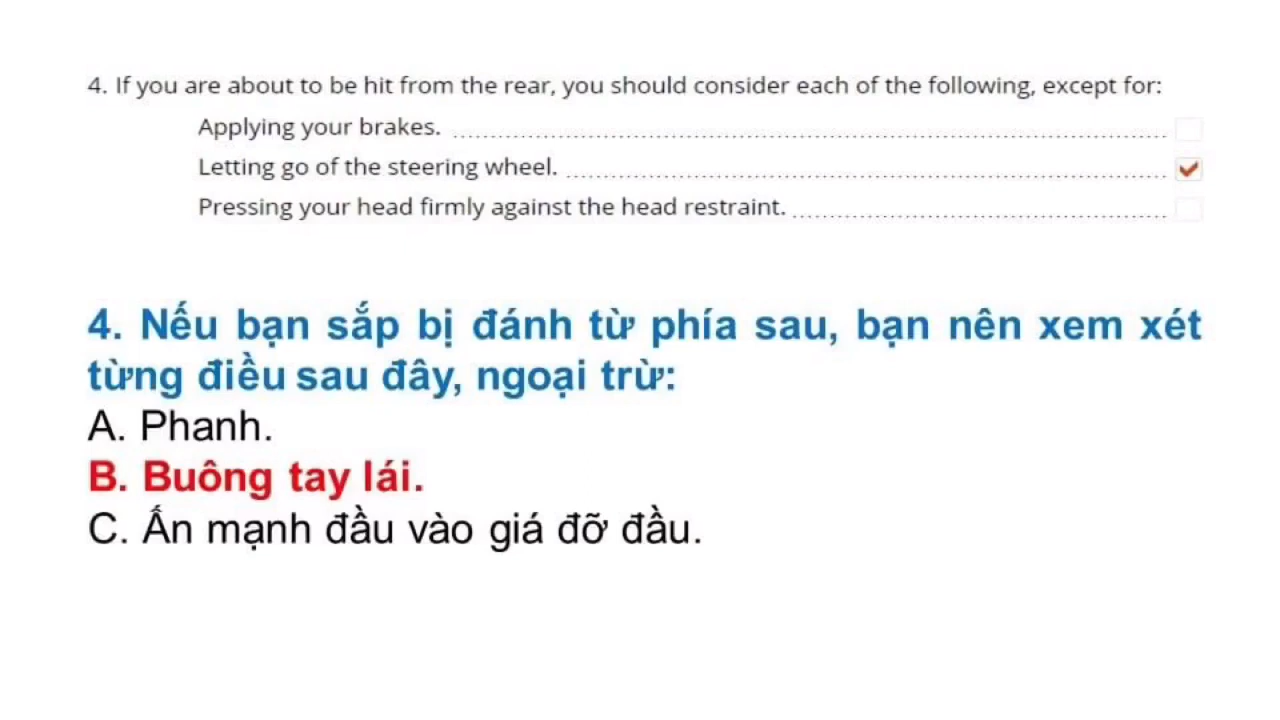 4. If you are about to be hit from the rear, you should consider each of the following, except for:
Applying your brakes.
Letting go of the steering wheel.
Pressing your head firmly against the head restraint.
4. Nếu bạn sắp bị đánh từ phía sau, bạn nên xem xét
từng điều sau đây, ngoại trừ:
A. Phanh.
B. Buông tay lái.
C. Ấn mạnh đầu vào giá đỡ đầu.